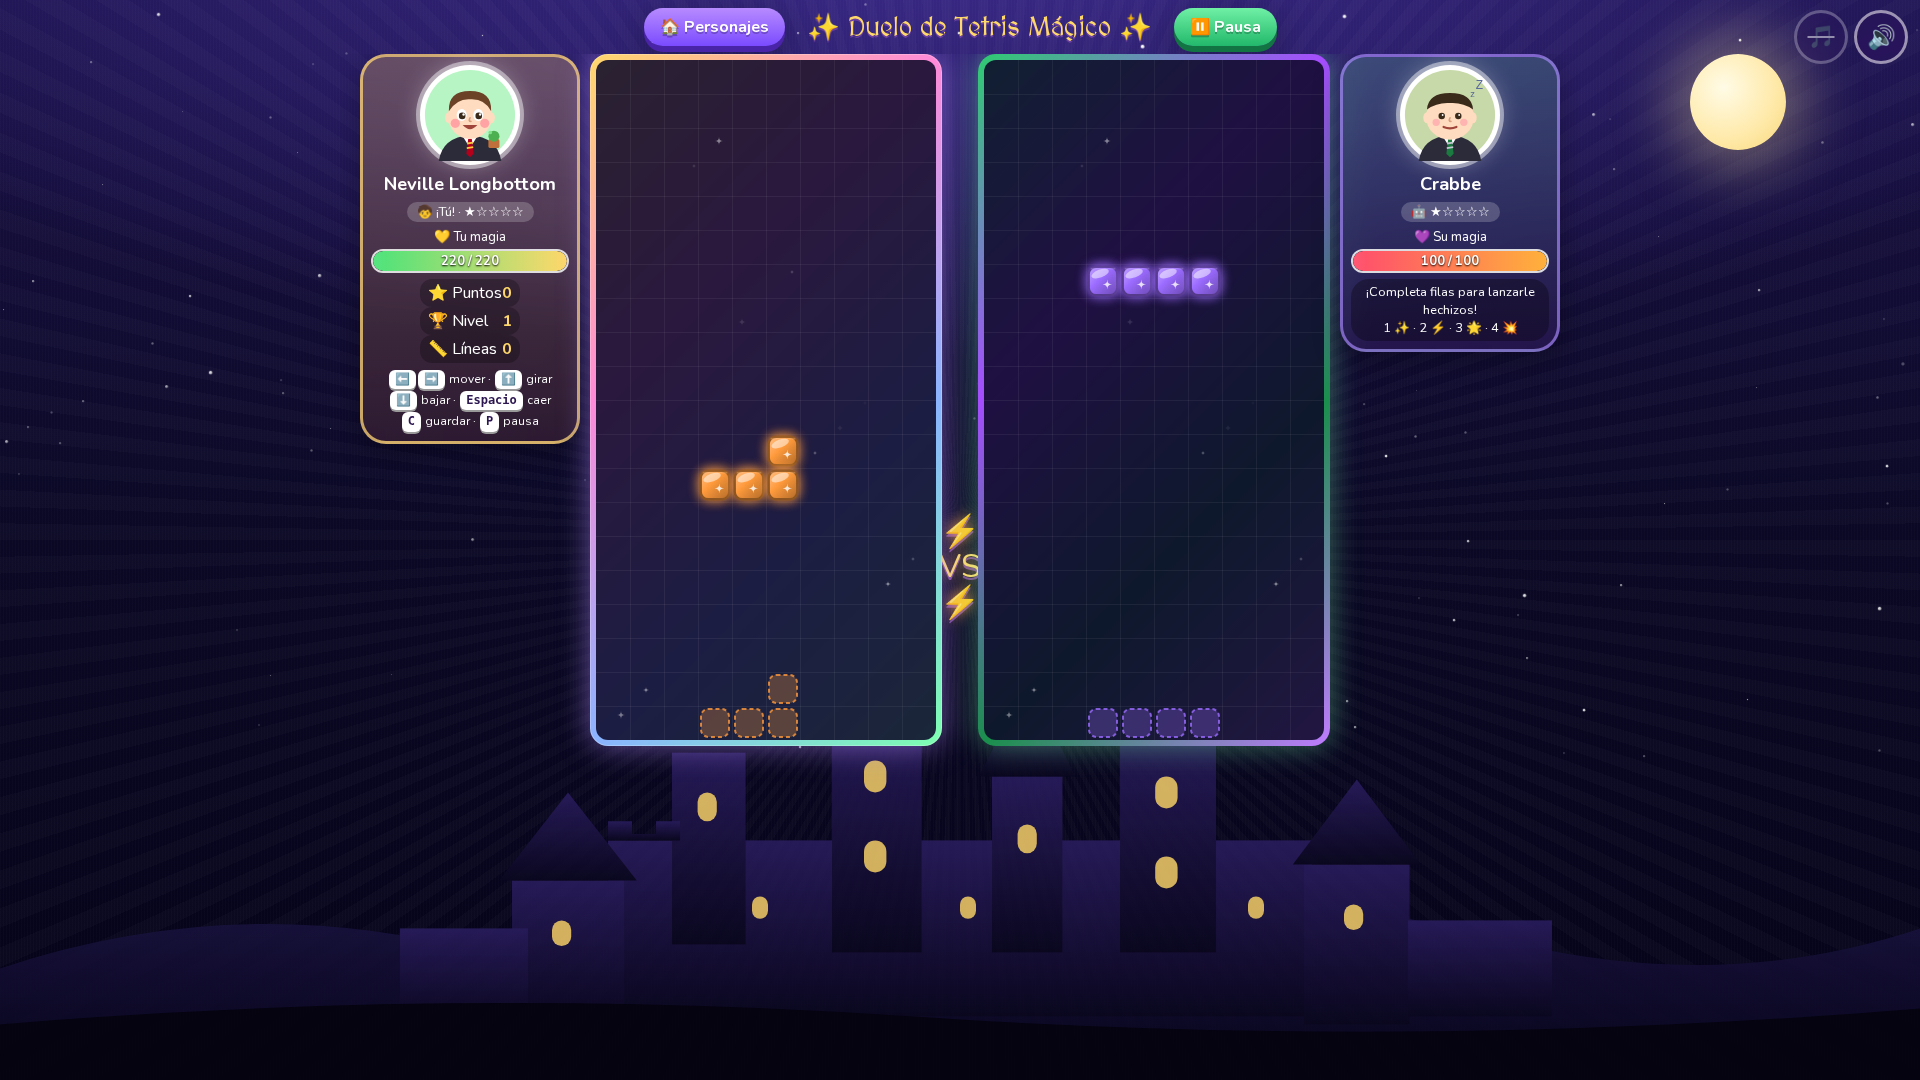 🏠 Personajes
✨ Duelo de Tetris Mágico ✨
⏸️ Pausa
Neville Longbottom
🧒 ¡Tú! · ★☆☆☆☆
💛 Tu magia
220 / 220
⭐ Puntos 0
🏆 Nivel 1
📏 Líneas 0
⬅️ ➡️ mover · ⬆️ girar
⬇️ bajar · Espacio caer
C guardar · P pausa
⚡
VS
⚡
z Z
Crabbe
🤖 ★☆☆☆☆
💜 Su magia
100 / 100
¡Completa filas para lanzarle
hechizos!
1 ✨ · 2 ⚡ · 3 🌟 · 4 💥